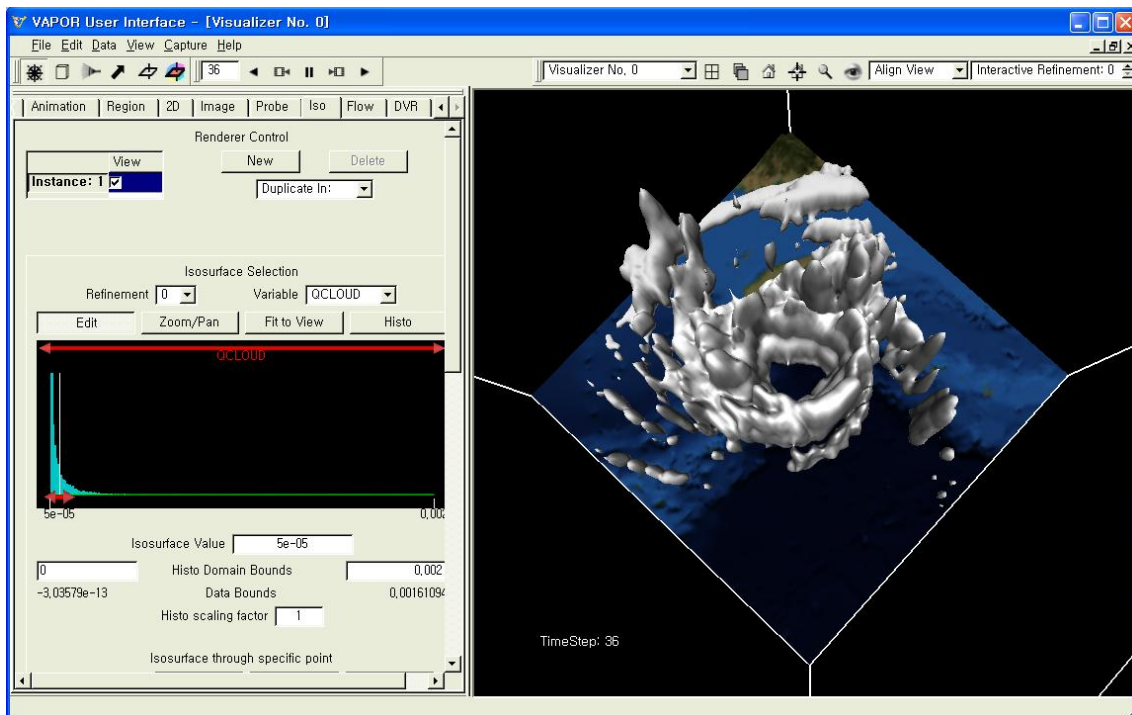 VAPOR User Interface - [Visualizer No. 0]
File Edit Data View Capture Help
36 Visualizer No. 0 Align View Interactive Refinement: 0
Animation Region 2D Image Probe Iso Flow DVR
Renderer Control
View New Delete
Instance: 1 Duplicate In:
Isosurface Selection
Refinement 0 Variable QCLOUD
Edit Zoom/Pan Fit to View Histo
QCLOUD
5e-05 0,002
Isosurface Value 5e-05
0 Histo Domain Bounds 0,002
-3,03579e-13 Data Bounds 0,00161094
Histo scaling factor 1
Isosurface through specific point
TimeStep: 36